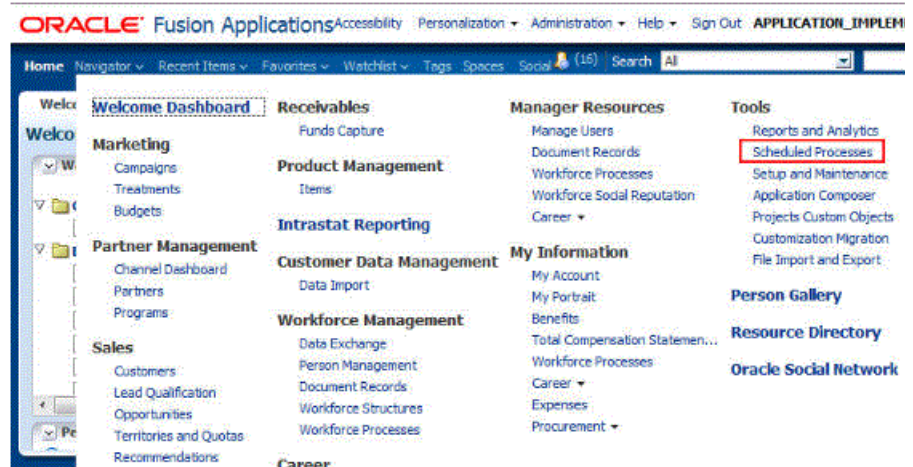 ORACLE Fusion Applications Accessibility Personalization Administration Help Sign Out APPLICATION_IMPLEM
Home Navigator Recent Items Favorites Watchlist Tags Spaces Social (16) Search All
Welcome Dashboard
Marketing
Campaigns
Treatments
Budgets
Partner Management
Channel Dashboard
Partners
Programs
Sales
Customers
Lead Qualification
Opportunities
Territories and Quotas
Recommendations
Receivables
Funds Capture
Product Management
Items
Intrastat Reporting
Customer Data Management
Data Import
Workforce Management
Data Exchange
Person Management
Document Records
Workforce Structures
Workforce Processes
Career
Manager Resources
Manage Users
Document Records
Workforce Processes
Workforce Social Reputation
Career
My Information
My Account
My Portrait
Benefits
Total Compensation Statemen...
Workforce Processes
Career
Expenses
Procurement
Tools
Reports and Analytics
Scheduled Processes
Setup and Maintenance
Application Composer
Projects Custom Objects
Customization Migration
File Import and Export
Person Gallery
Resource Directory
Oracle Social Network